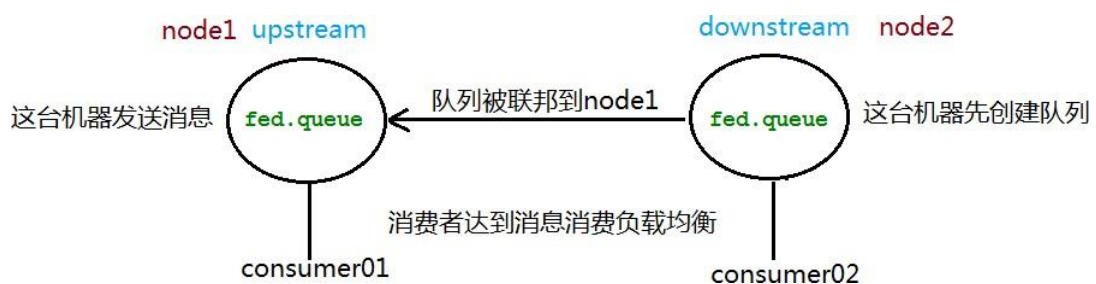 node1 upstream
downstream node2
这台机器发送消息
fed.queue
队列被联邦到node1
fed.queue
这台机器先创建队列
消费者达到消息消费负载均衡
consumer01
consumer02